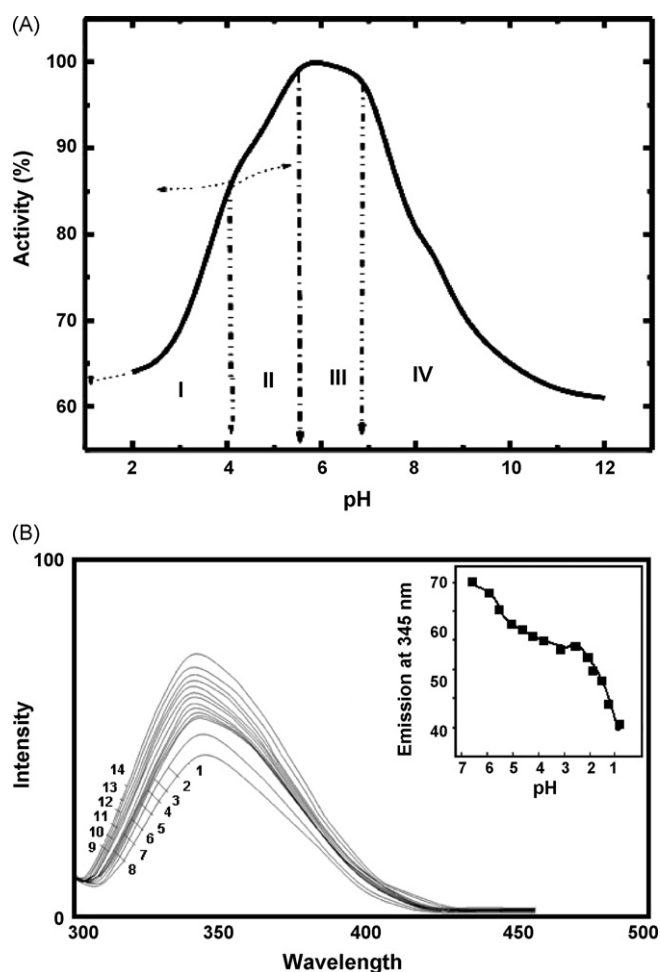 (A)
100
90
80
70
60
Activity (%)
I
II
III
IV
2
4
6
8
10
12
pH
(B)
100
0
Intensity
14
13
12
11
10
9
1
2
3
4
5
6
7
8
300
350
400
450
500
Wavelength
70
60
50
40
Emission at 345 nm
7 6 5 4 3 2 1
pH